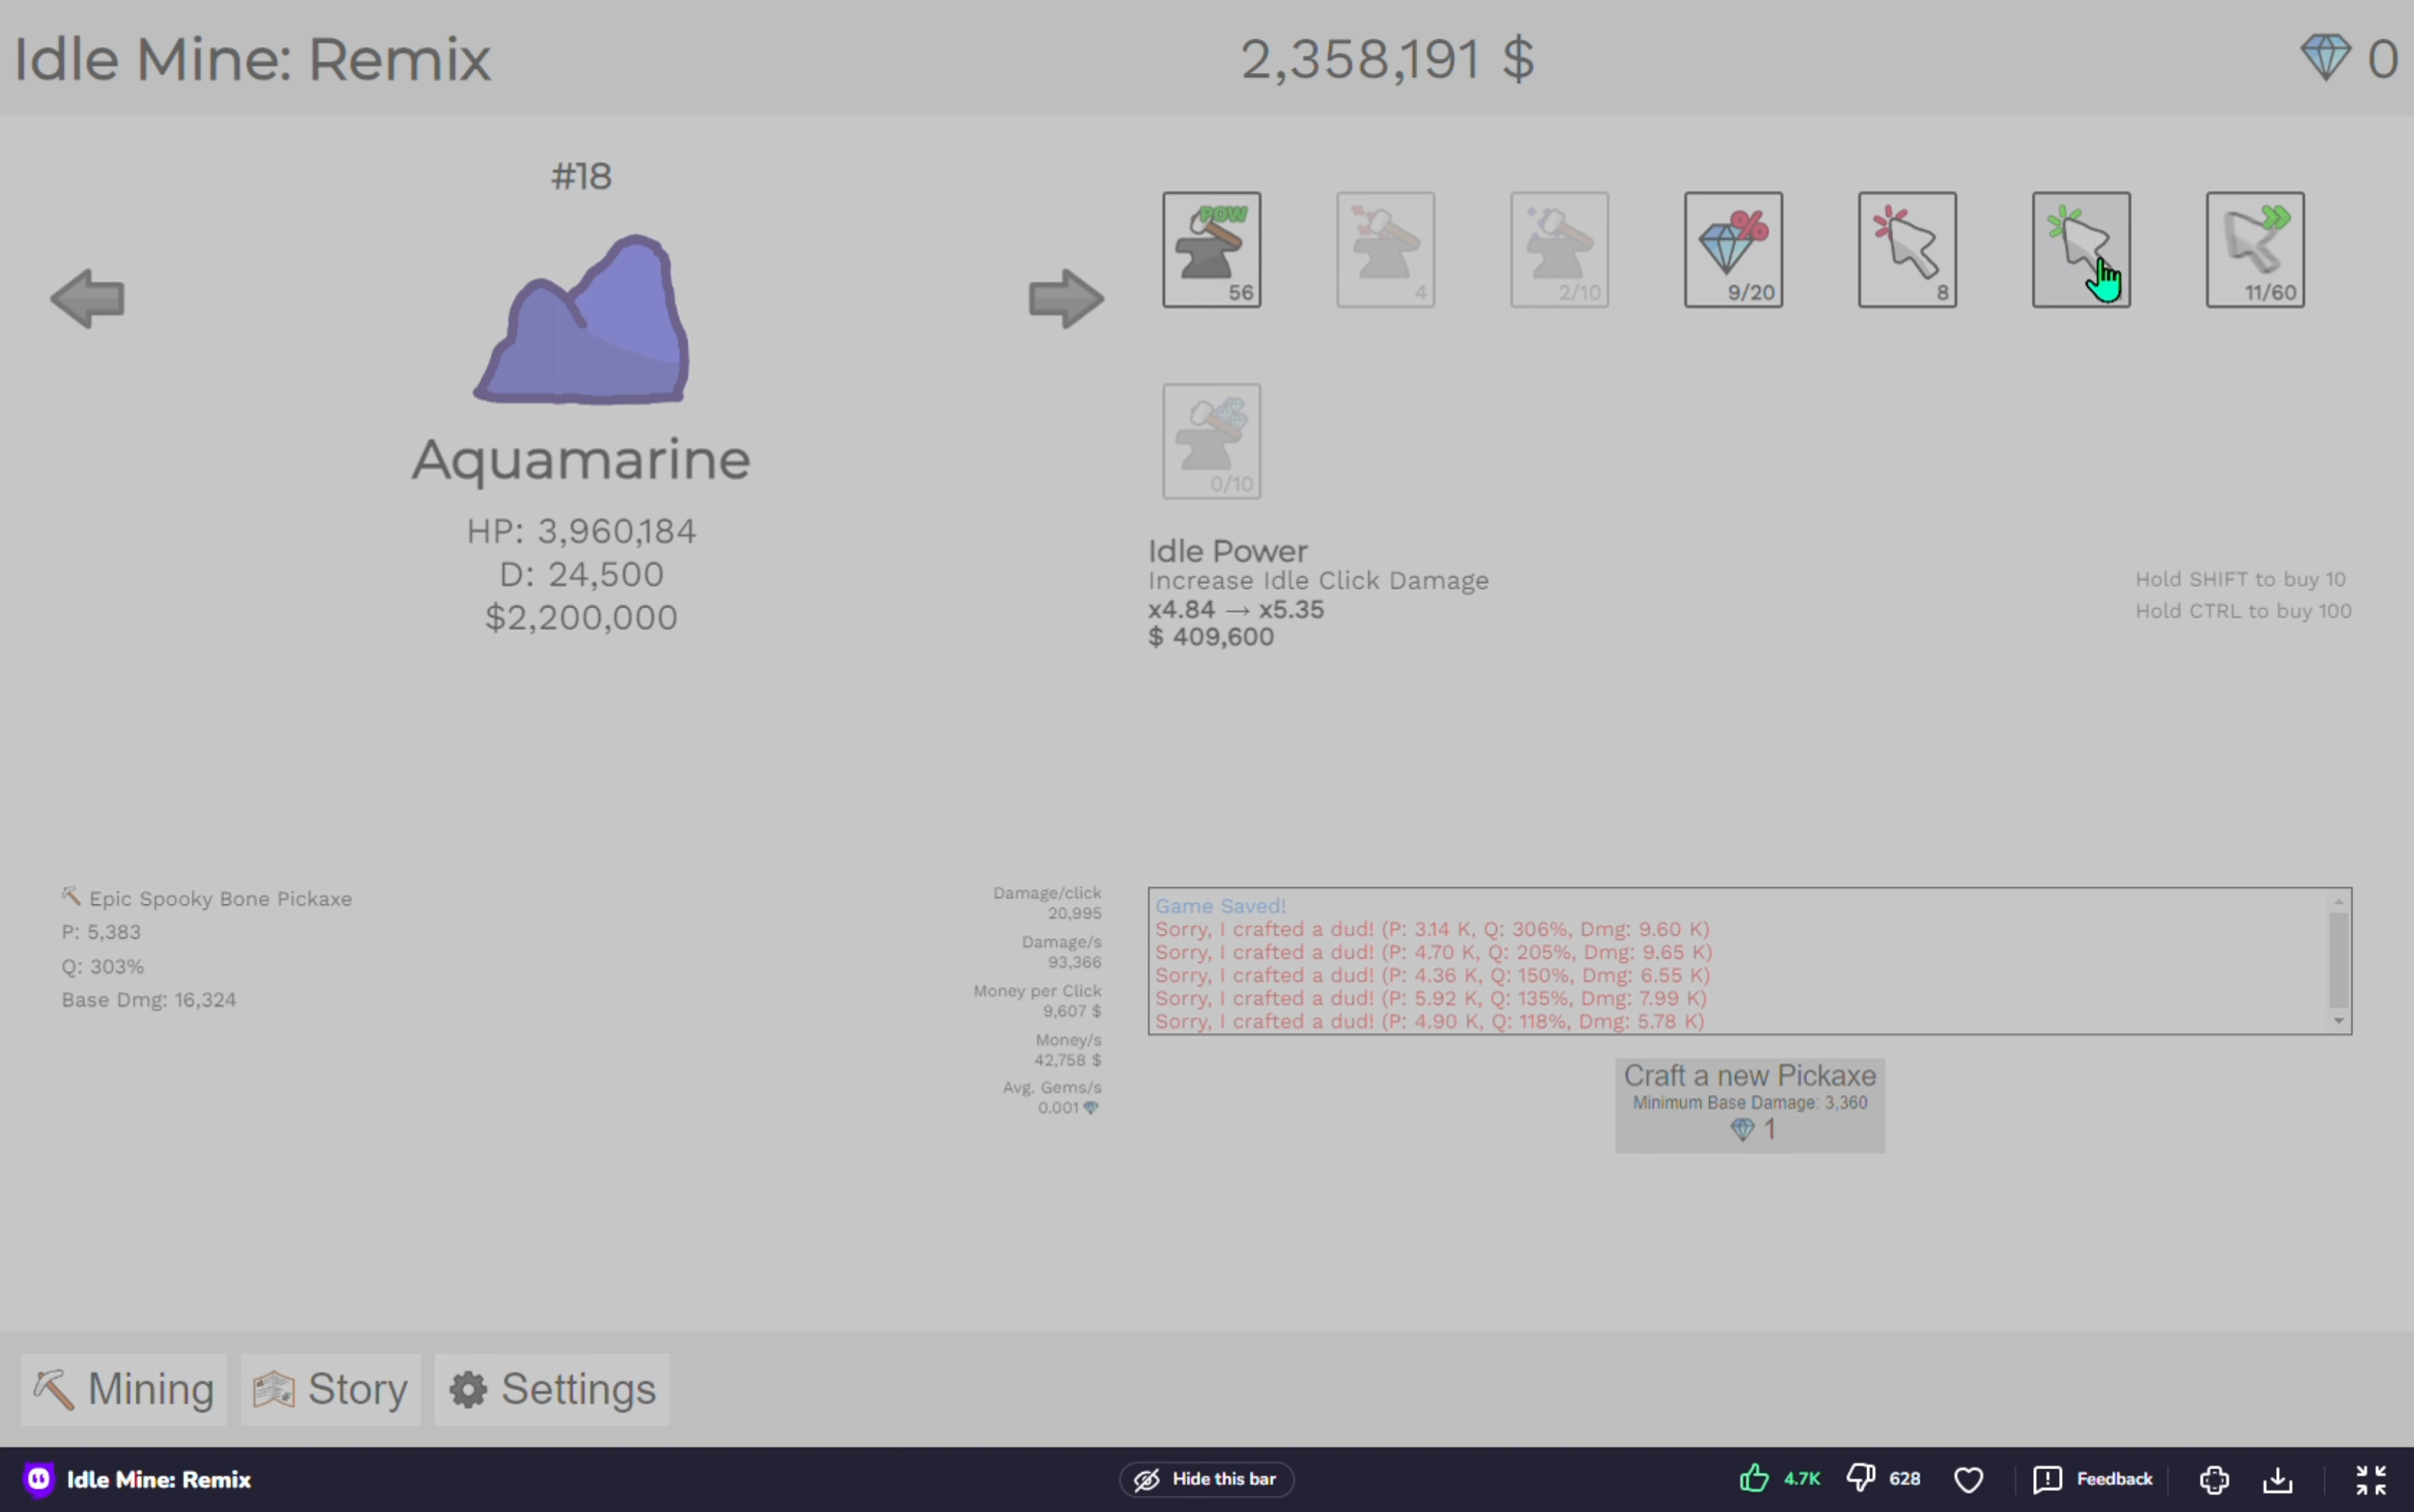 Idle Mine: Remix
2,358,191 $
0
#18
Aquamarine
HP: 3,960,184
D: 24,500
$2,200,000
POW
56
4
2/10
%
9/20
8
11/60
0/10
Idle Power
Increase Idle Click Damage
x4.84 → x5.35
$ 409,600
Hold SHIFT to buy 10
Hold CTRL to buy 100
Epic Spooky Bone Pickaxe
P: 5,383
Q: 303%
Base Dmg: 16,324
Damage/click
20,995
Damage/s
93,366
Money per Click
9,607 $
Money/s
42,758 $
Avg. Gems/s
0.001
Game Saved!
Sorry, I crafted a dud! (P: 3.14 K, Q: 306%, Dmg: 9.60 K)
Sorry, I crafted a dud! (P: 4.70 K, Q: 205%, Dmg: 9.65 K)
Sorry, I crafted a dud! (P: 4.36 K, Q: 150%, Dmg: 6.55 K)
Sorry, I crafted a dud! (P: 5.92 K, Q: 135%, Dmg: 7.99 K)
Sorry, I crafted a dud! (P: 4.90 K, Q: 118%, Dmg: 5.78 K)
Craft a new Pickaxe
Minimum Base Damage: 3,360
1
Mining
Story
Settings
Idle Mine: Remix
Hide this bar
4.7K
628
Feedback